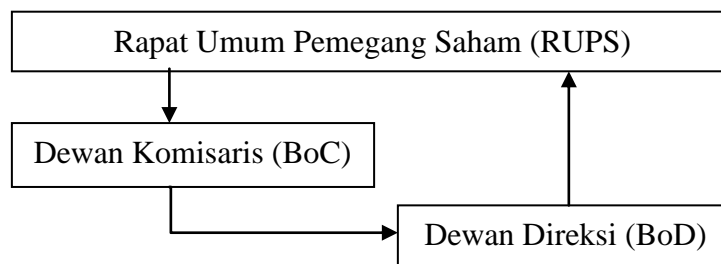 Rapat Umum Pemegang Saham (RUPS)
Dewan Komisaris (BoC)
Dewan Direksi (BoD)